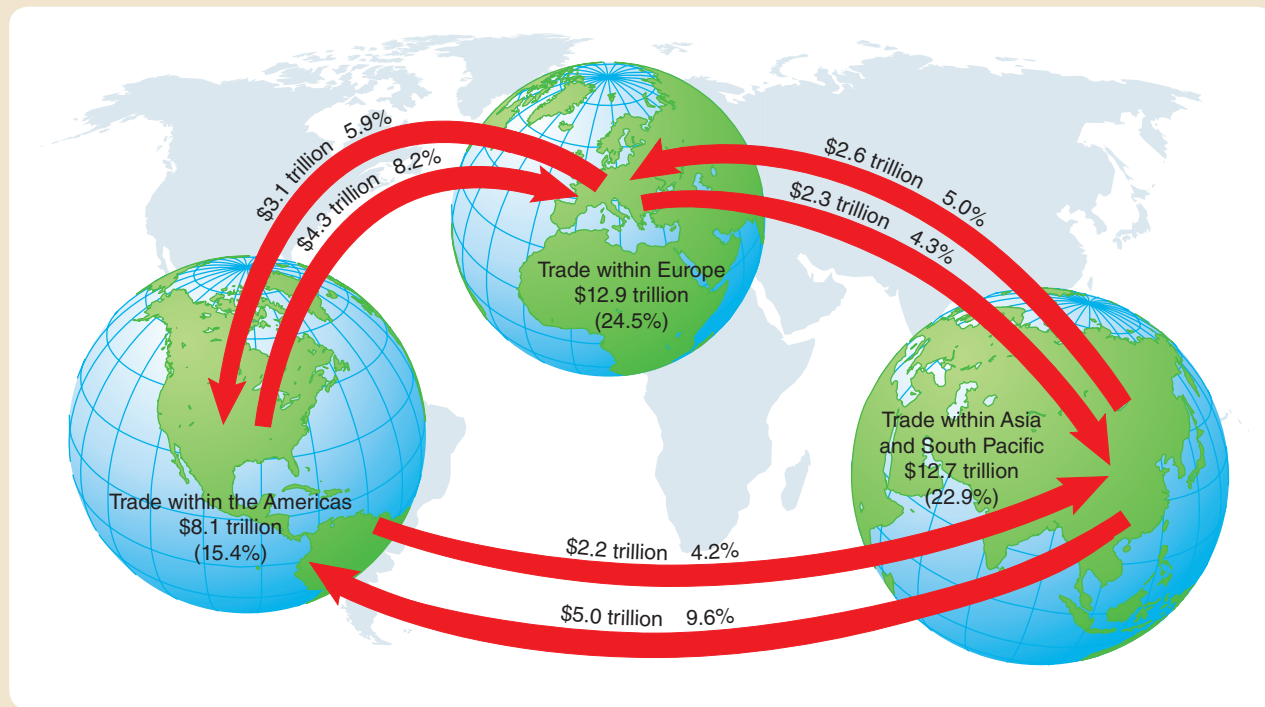 $3.1 trillion 5.9%
$4.3 trillion 8.2%
$2.6 trillion 5.0%
$2.3 trillion 4.3%
Trade within Europe
$12.9 trillion
(24.5%)
Trade within Asia
and South Pacific
$12.7 trillion
(22.9%)
Trade within the Americas
$8.1 trillion
(15.4%)
$2.2 trillion 4.2%
$5.0 trillion 9.6%